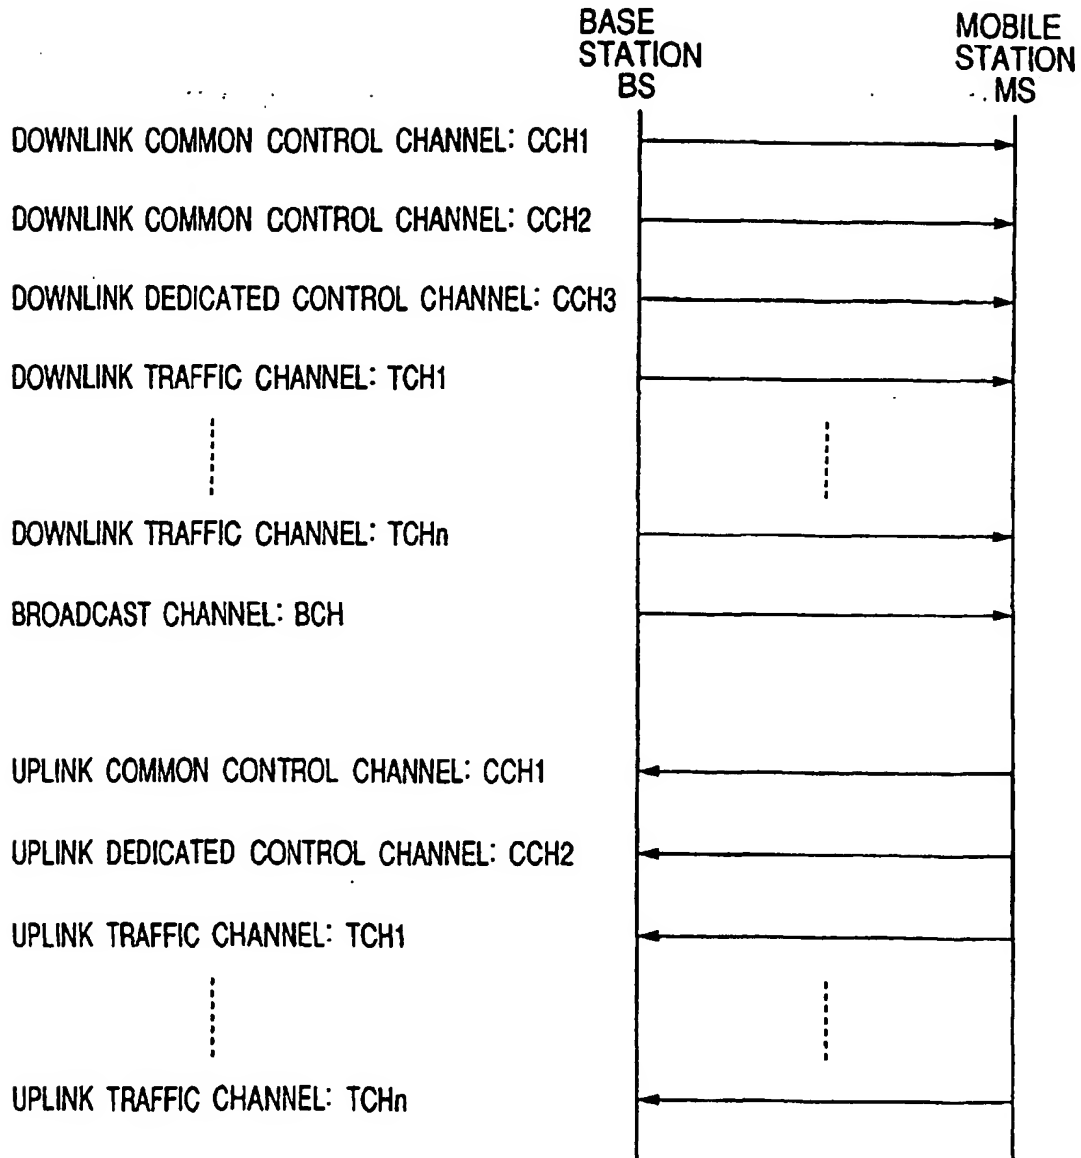 BASE
STATION
BS
MOBILE
STATION
MS
DOWNLINK COMMON CONTROL CHANNEL: CCH1
DOWNLINK COMMON CONTROL CHANNEL: CCH2
DOWNLINK DEDICATED CONTROL CHANNEL: CCH3
DOWNLINK TRAFFIC CHANNEL: TCH1
DOWNLINK TRAFFIC CHANNEL: TCHn
BROADCAST CHANNEL: BCH
UPLINK COMMON CONTROL CHANNEL: CCH1
UPLINK DEDICATED CONTROL CHANNEL: CCH2
UPLINK TRAFFIC CHANNEL: TCH1
UPLINK TRAFFIC CHANNEL: TCHn